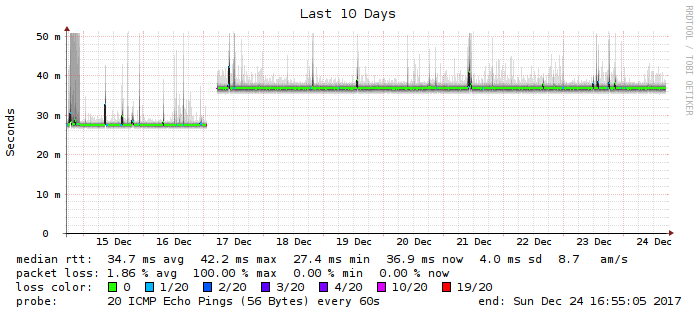 Last 10 Days
RRDTOOL / TOBI OETIKER
Seconds
50 m
40 m
30 m
20 m
10 m
0
15 Dec 16 Dec 17 Dec 18 Dec 19 Dec 20 Dec 21 Dec 22 Dec 23 Dec 24 Dec
median rtt: 34.7 ms avg 42.2 ms max 27.4 ms min 36.9 ms now 4.0 ms sd 8.7 am/s
packet loss: 1.86 % avg 100.00 % max 0.00 % min 0.00 % now
loss color: 0 1/20 2/20 3/20 4/20 10/20 19/20
probe: 20 ICMP Echo Pings (56 Bytes) every 60s end: Sun Dec 24 16:55:05 2017